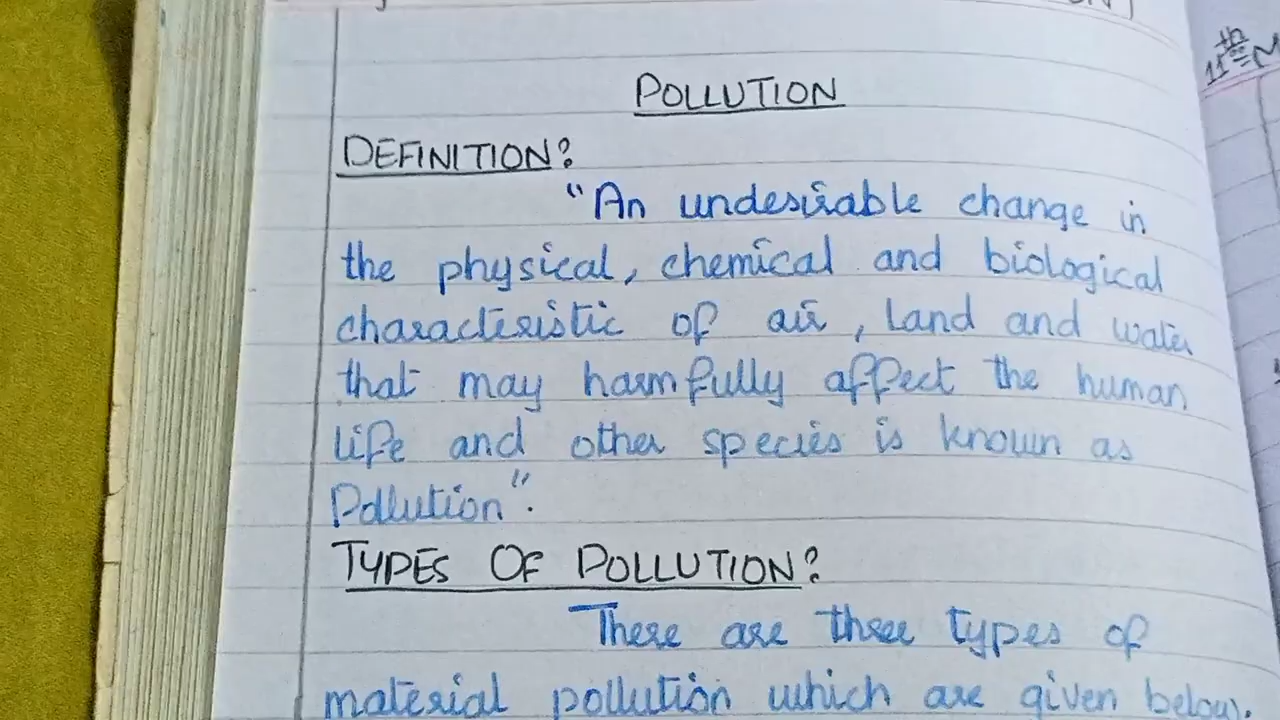 POLLUTION
DEFINITION?
"An undesirable change in
the physical, chemical and biological
characteristic of air, land and water
that may harmfully affect the human
life and other species is known as
Pollution".
TYPES OF POLLUTION?
There are three types of
material pollution which are given below.
11th